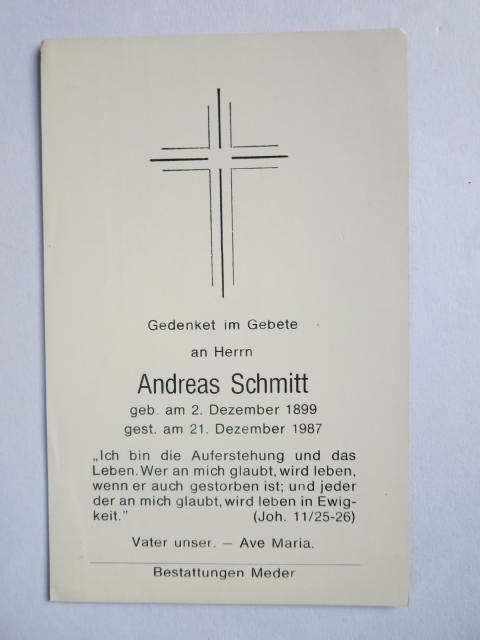 Gedenket im Gebete
an Herrn
Andreas Schmitt
geb. am 2. Dezember 1899
gest. am 21. Dezember 1987
„Ich bin die Auferstehung und das
Leben. Wer an mich glaubt, wird leben,
wenn er auch gestorben ist; und jeder
der an mich glaubt, wird leben in Ewig-
keit." (Joh. 11/25-26)
Vater unser. – Ave Maria.
Bestattungen Meder